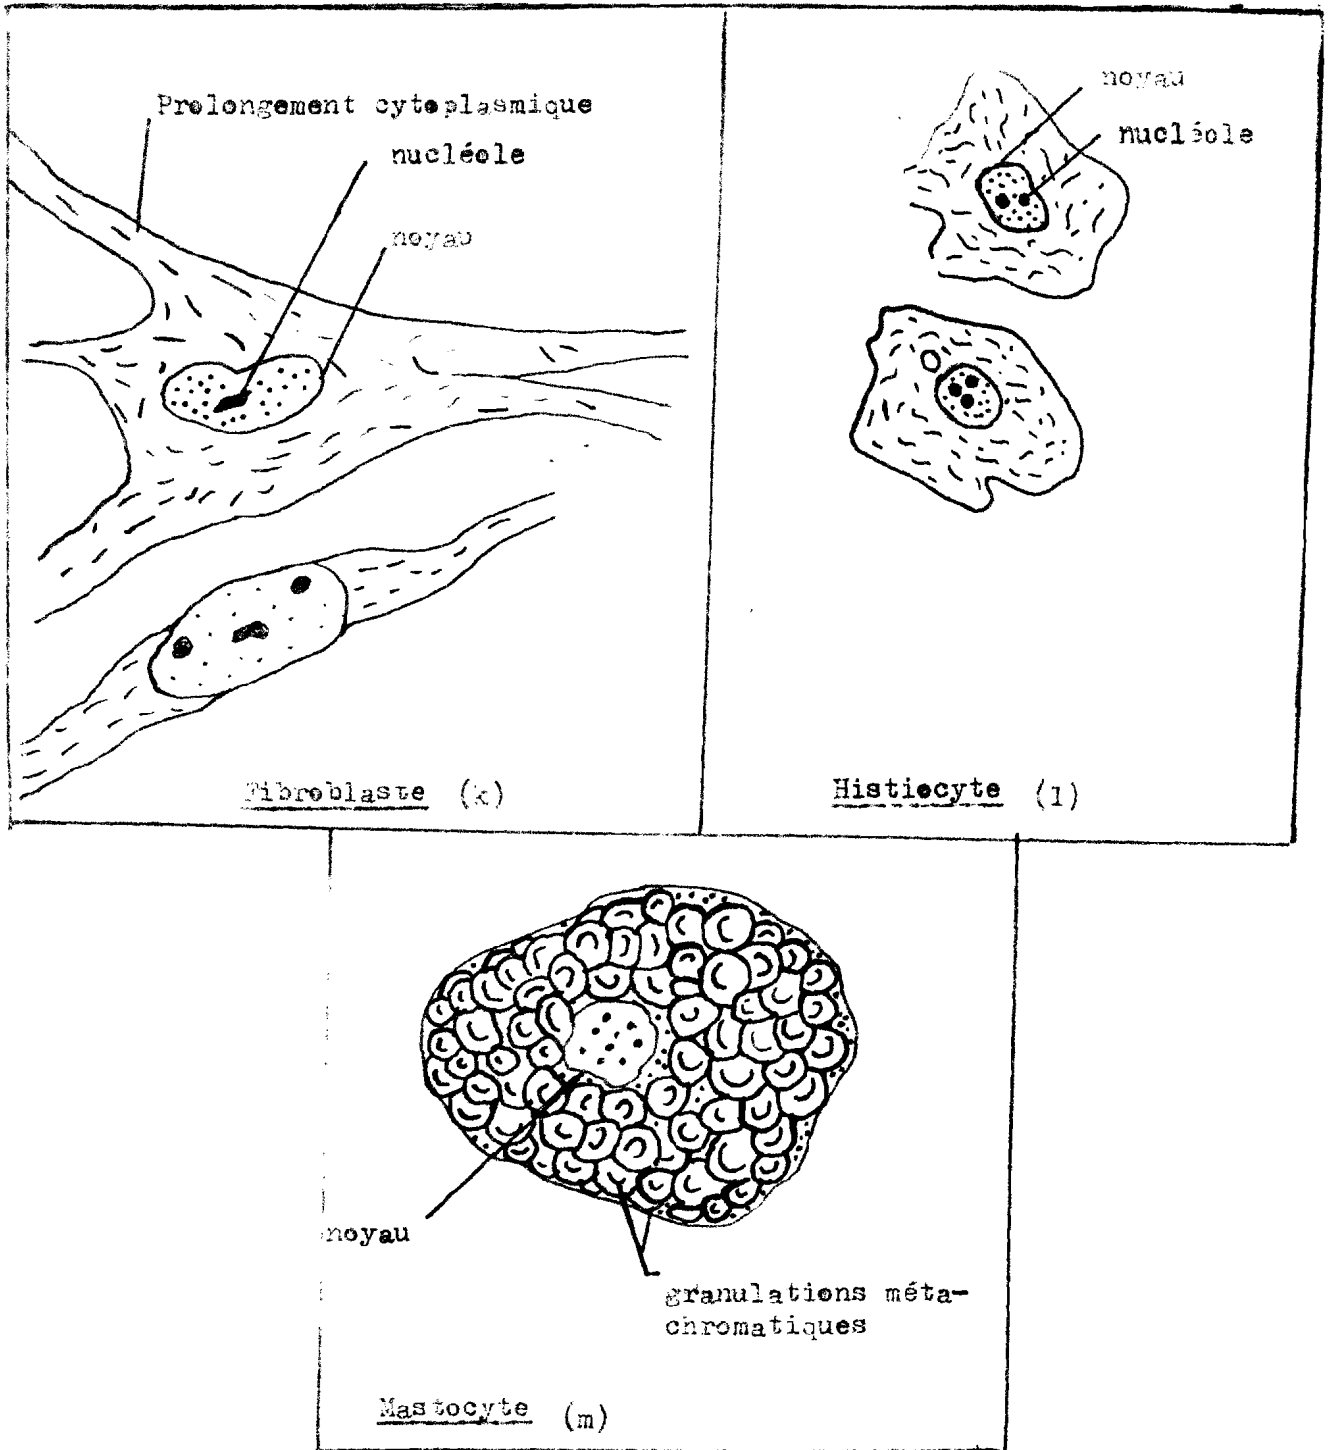 Prolongement cytoplasmique
nucléole
noyau
Fibroblaste (k)
noyau
nucléole
Histiocyte (l)
noyau
granulations méta-
chromatiques
Mastocyte (m)